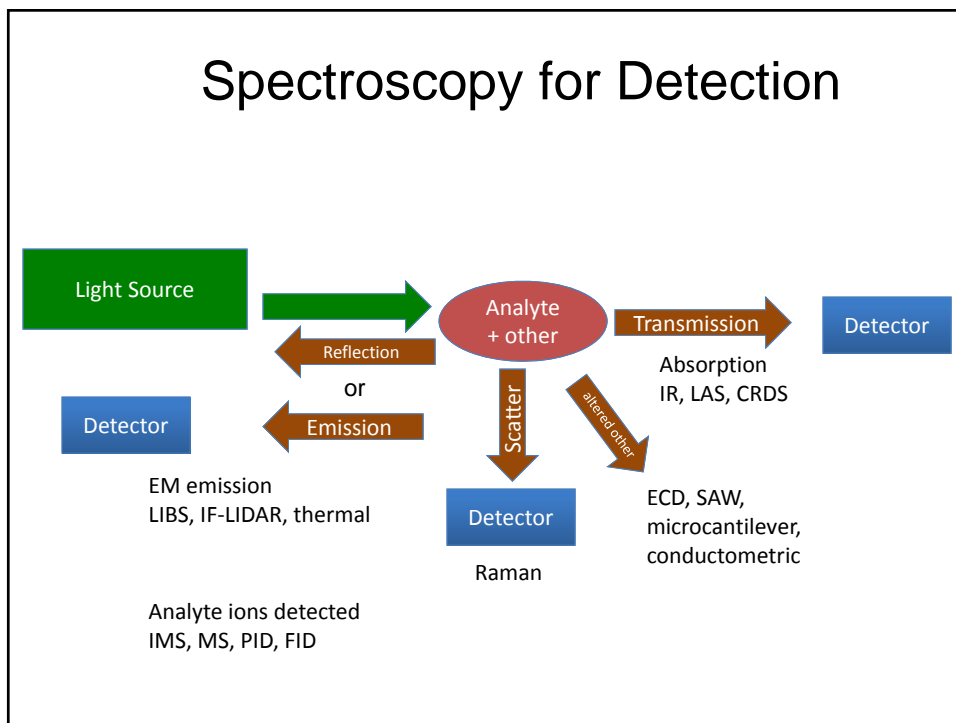 Spectroscopy for Detection
Light Source
Analyte
+ other
Transmission
Detector
Reflection
or
Absorption
IR, LAS, CRDS
Detector
Emission
Scatter
altered other
EM emission
LIBS, IF-LIDAR, thermal
Detector
ECD, SAW,
microcantilever,
conductometric
Raman
Analyte ions detected
IMS, MS, PID, FID